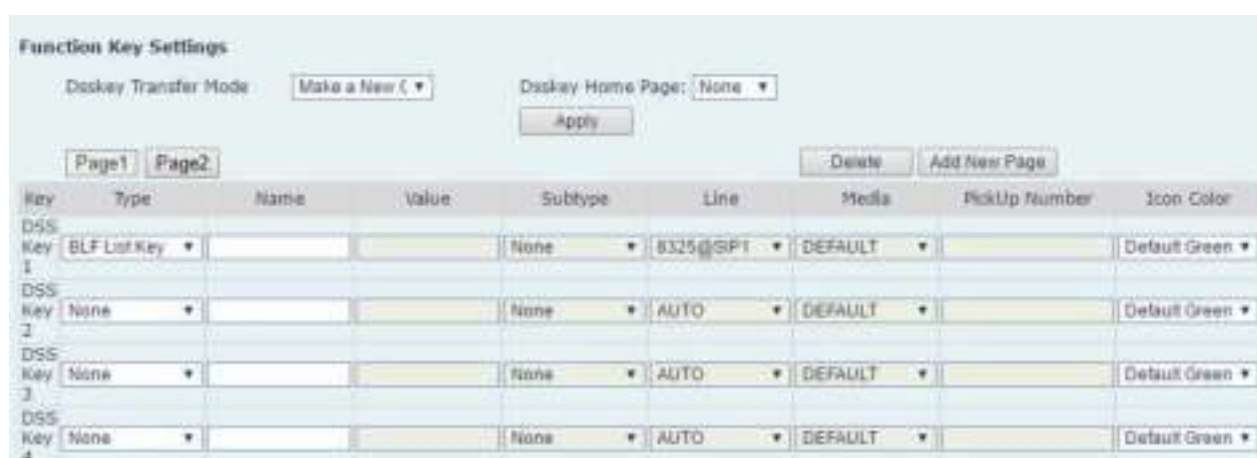 Function Key Settings
Dsskey Transfer Mode Make a New C Dsskey Home Page: None
Apply
Page1 Page2 Delete Add New Page
Key Type Name Value Subtype Line Media PickUp Number Icon Color
DSS Key 1 BLF List Key None 8325@SIP1 DEFAULT Default Green
DSS Key 2 None None AUTO DEFAULT Default Green
DSS Key 3 None None AUTO DEFAULT Default Green
DSS Key 4 None None AUTO DEFAULT Default Green